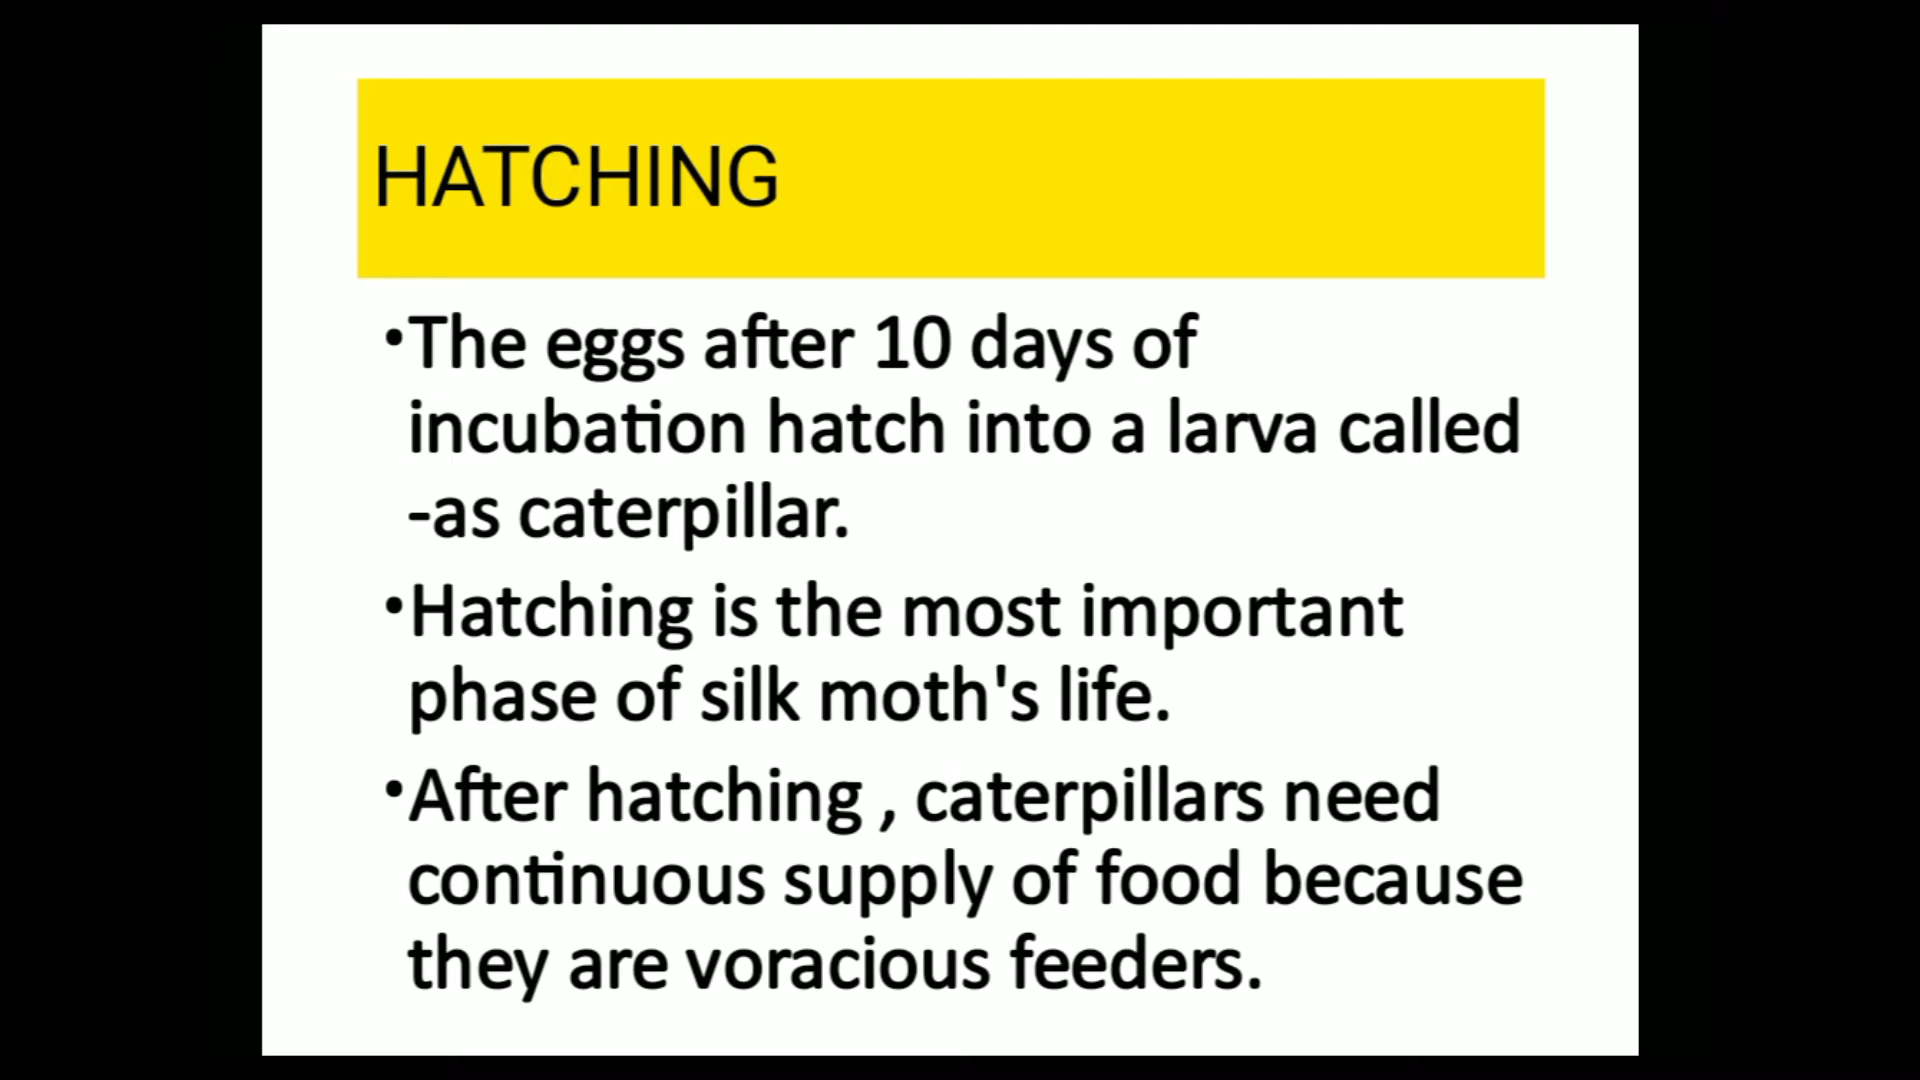 HATCHING
•The eggs after 10 days of
incubation hatch into a larva called
-as caterpillar.
•Hatching is the most important
phase of silk moth's life.
•After hatching , caterpillars need
continuous supply of food because
they are voracious feeders.